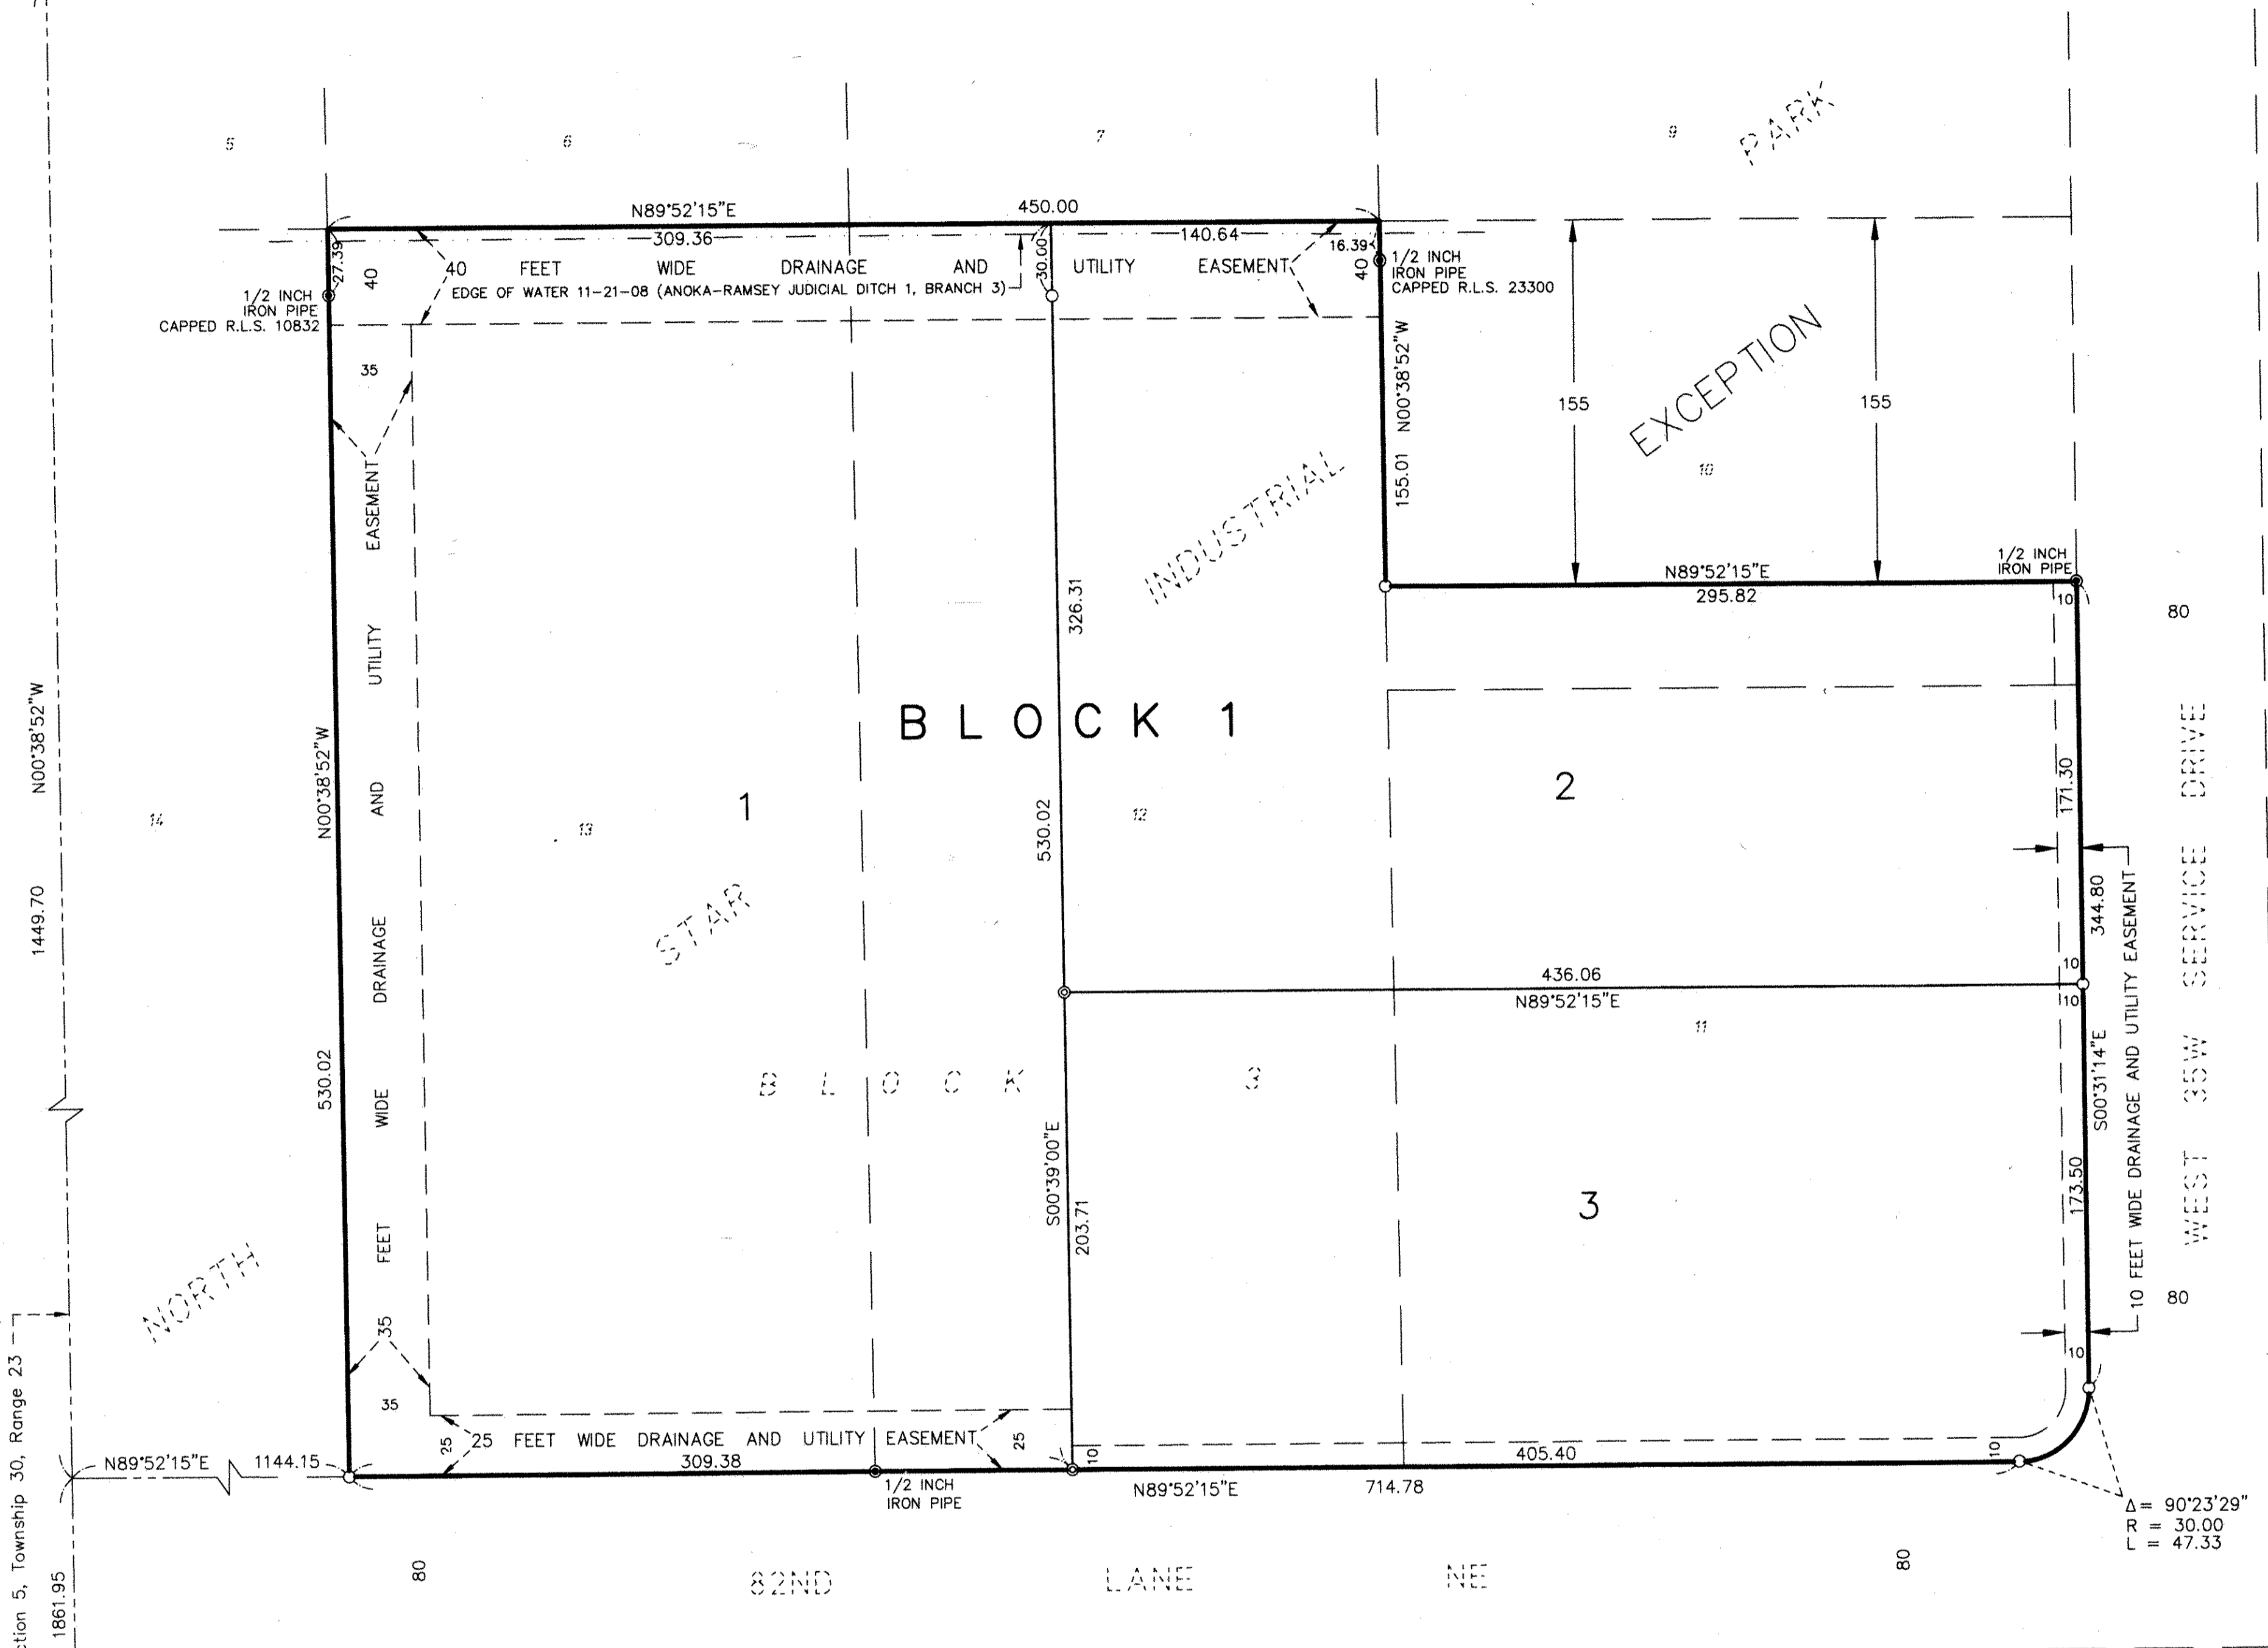 5
6
7
9
PARK
N89°52'15"E
450.00
309.36
140.64
27.39
40
30.00
16.39
40
40 FEET WIDE DRAINAGE AND UTILITY EASEMENT
EDGE OF WATER 11-21-08 (ANOKA-RAMSEY JUDICIAL DITCH 1, BRANCH 3)
1/2 INCH
IRON PIPE
CAPPED R.L.S. 10832
1/2 INCH
IRON PIPE
CAPPED R.L.S. 23300
35
155.01 N00°38'52"W
155
155
EXCEPTION
10
INDUSTRIAL
1/2 INCH
IRON PIPE
N89°52'15"E
295.82
10
80
326.31
BLOCK 1
N00°38'52"W
1449.70
N00°38'52"W
530.02
35 FEET WIDE DRAINAGE AND UTILITY EASEMENT
14
13
1
12
2
530.02
171.30
344.80
STAR
436.06
N89°52'15"E
10
10
11
BLOCK 3
S00°39'00"E
203.71
3
S00°31'14"E
173.50
10 FEET WIDE DRAINAGE AND UTILITY EASEMENT
WEST 35W SERVICE DRIVE
80
NORTH
10
35
25
25 FEET WIDE DRAINAGE AND UTILITY EASEMENT
25
10
10
N89°52'15"E
1144.15
309.38
405.40
1/2 INCH
IRON PIPE
N89°52'15"E
714.78
Δ= 90°23'29"
R = 30.00
L = 47.33
80
82ND LANE NE
80
1861.95
ction 5, Township 30, Range 23